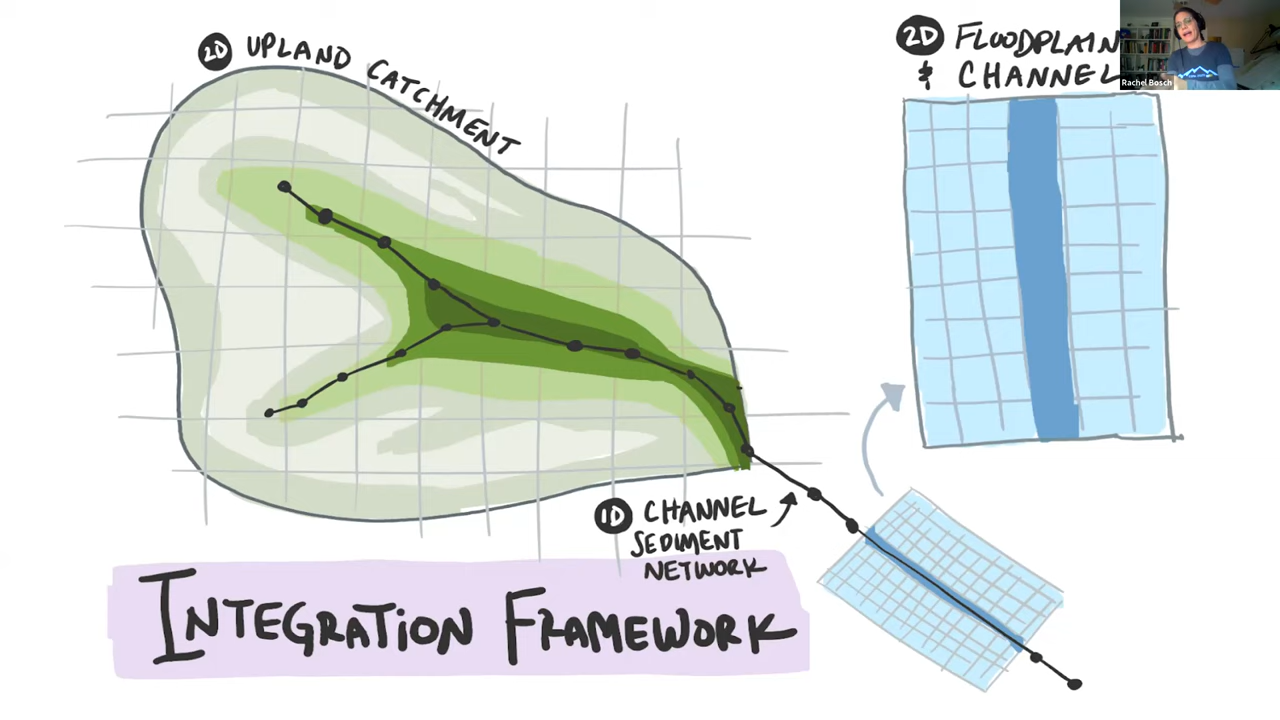 2D UPLAND CATCHMENT
2D FLOODPLAIN
& CHANNEL
Rachel Bosch
1D CHANNEL
SEDIMENT
NETWORK
INTEGRATION FRAMEWORK